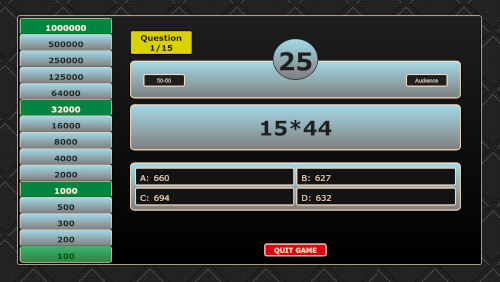 1000000
500000
250000
125000
64000
32000
16000
8000
4000
2000
1000
500
300
200
100
Question
1/15
25
50-50
Audience
15*44
A: 660
B: 627
C: 694
D: 632
QUIT GAME